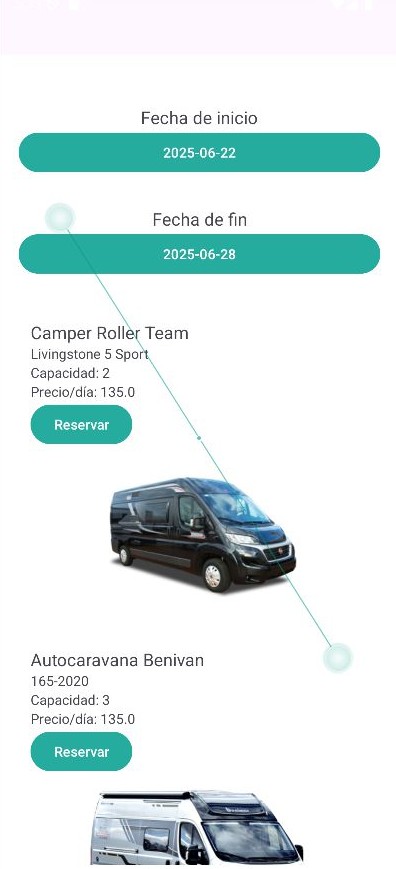 Fecha de inicio
2025-06-22
Fecha de fin
2025-06-28
Camper Roller Team
Livingstone 5 Sport
Capacidad: 2
Precio/día: 135.0
Reservar
Autocaravana Benivan
165-2020
Capacidad: 3
Precio/día: 135.0
Reservar